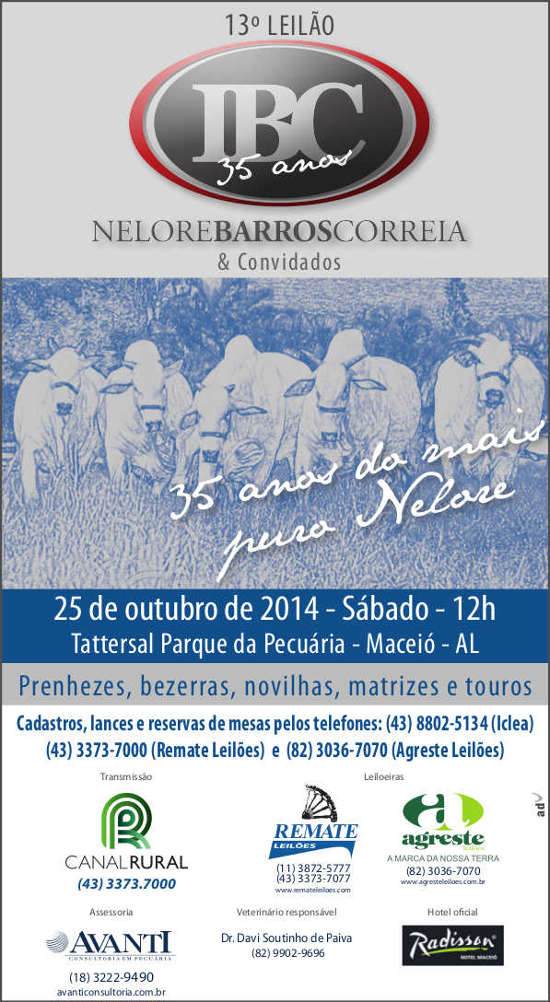 13º LEILÃO
IBC
35 anos
NELOREBARROSCORREIA
& Convidados
35 anos do mais
puro Nelore
25 de outubro de 2014 - Sábado - 12h
Tattersal Parque da Pecuária - Maceió - AL
Prenhezes, bezerras, novilhas, matrizes e touros
Cadastros, lances e reservas de mesas pelos telefones: (43) 8802-5134 (Iclea)
(43) 3373-7000 (Remate Leilões) e (82) 3036-7070 (Agreste Leilões)
Transmissão
CANALRURAL
(43) 3373.7000
Leiloeiras
REMATE
LEILÕES
(11) 3872-5777
(43) 3373-7077
www.remateleiloes.com
agreste
A MARCA DA NOSSA TERRA
(82) 3036-7070
www.agresteleiloes.com.br
ad
Assessoria
AVANTI
CONSULTORIA EM PECUÁRIA
(18) 3222-9490
avanticonsultoria.com.br
Veterinário responsável
Dr. Davi Soutinho de Paiva
(82) 9902-9696
Hotel oficial
Radisson
HOTEL MACEIÓ